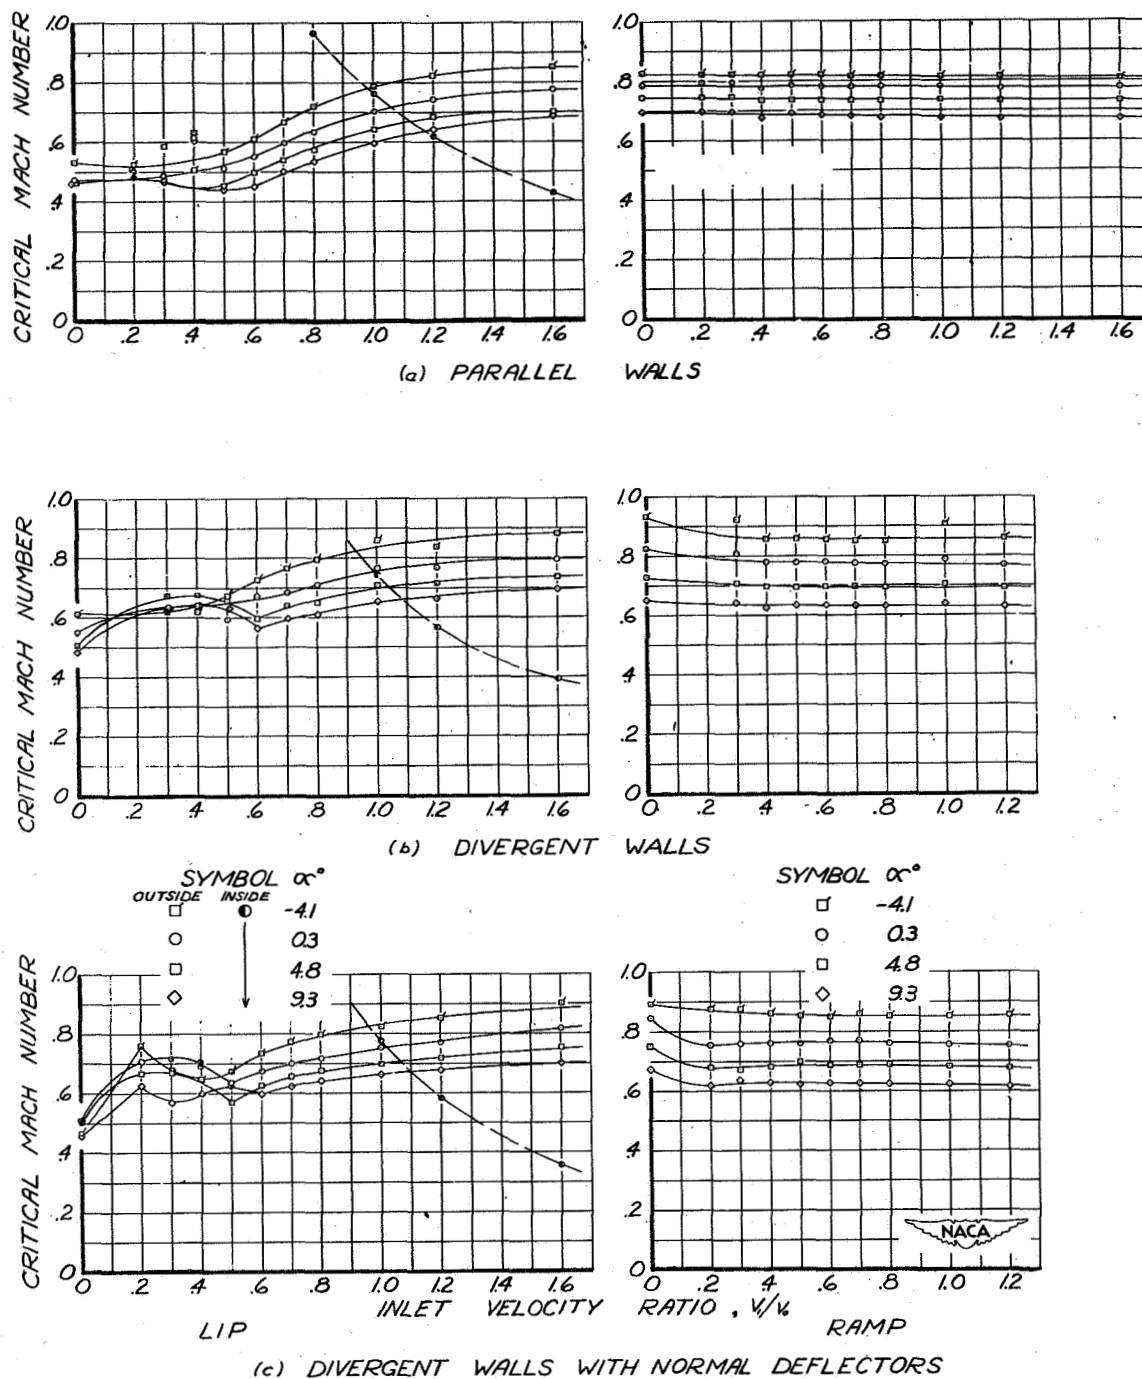 CRITICAL MACH NUMBER
1.0 1.0
.8 .8
.6 .6
.4 .4
.2 .2
0 0
0 .2 .4 .6 .8 1.0 1.2 1.4 1.6 0 .2 .4 .6 .8 1.0 1.2 1.4 1.6
(a) PARALLEL WALLS
CRITICAL MACH NUMBER
1.0 1.0
.8 .8
.6 .6
.4 .4
.2 .2
0 0
0 .2 .4 .6 .8 1.0 1.2 1.4 1.6 0 .2 .4 .6 .8 1.0 1.2
(b) DIVERGENT WALLS
SYMBOL α° SYMBOL α°
OUTSIDE INSIDE
-4.1 -4.1
0.3 0.3
4.8 4.8
9.3 9.3
CRITICAL MACH NUMBER
1.0 1.0
.8 .8
.6 .6
.4 .4
.2 .2
0 0
NACA
0 .2 .4 .6 .8 1.0 1.2 1.4 1.6 0 .2 .4 .6 .8 1.0 1.2
INLET VELOCITY RATIO, V₁/V₀
LIP RAMP
(c) DIVERGENT WALLS WITH NORMAL DEFLECTORS